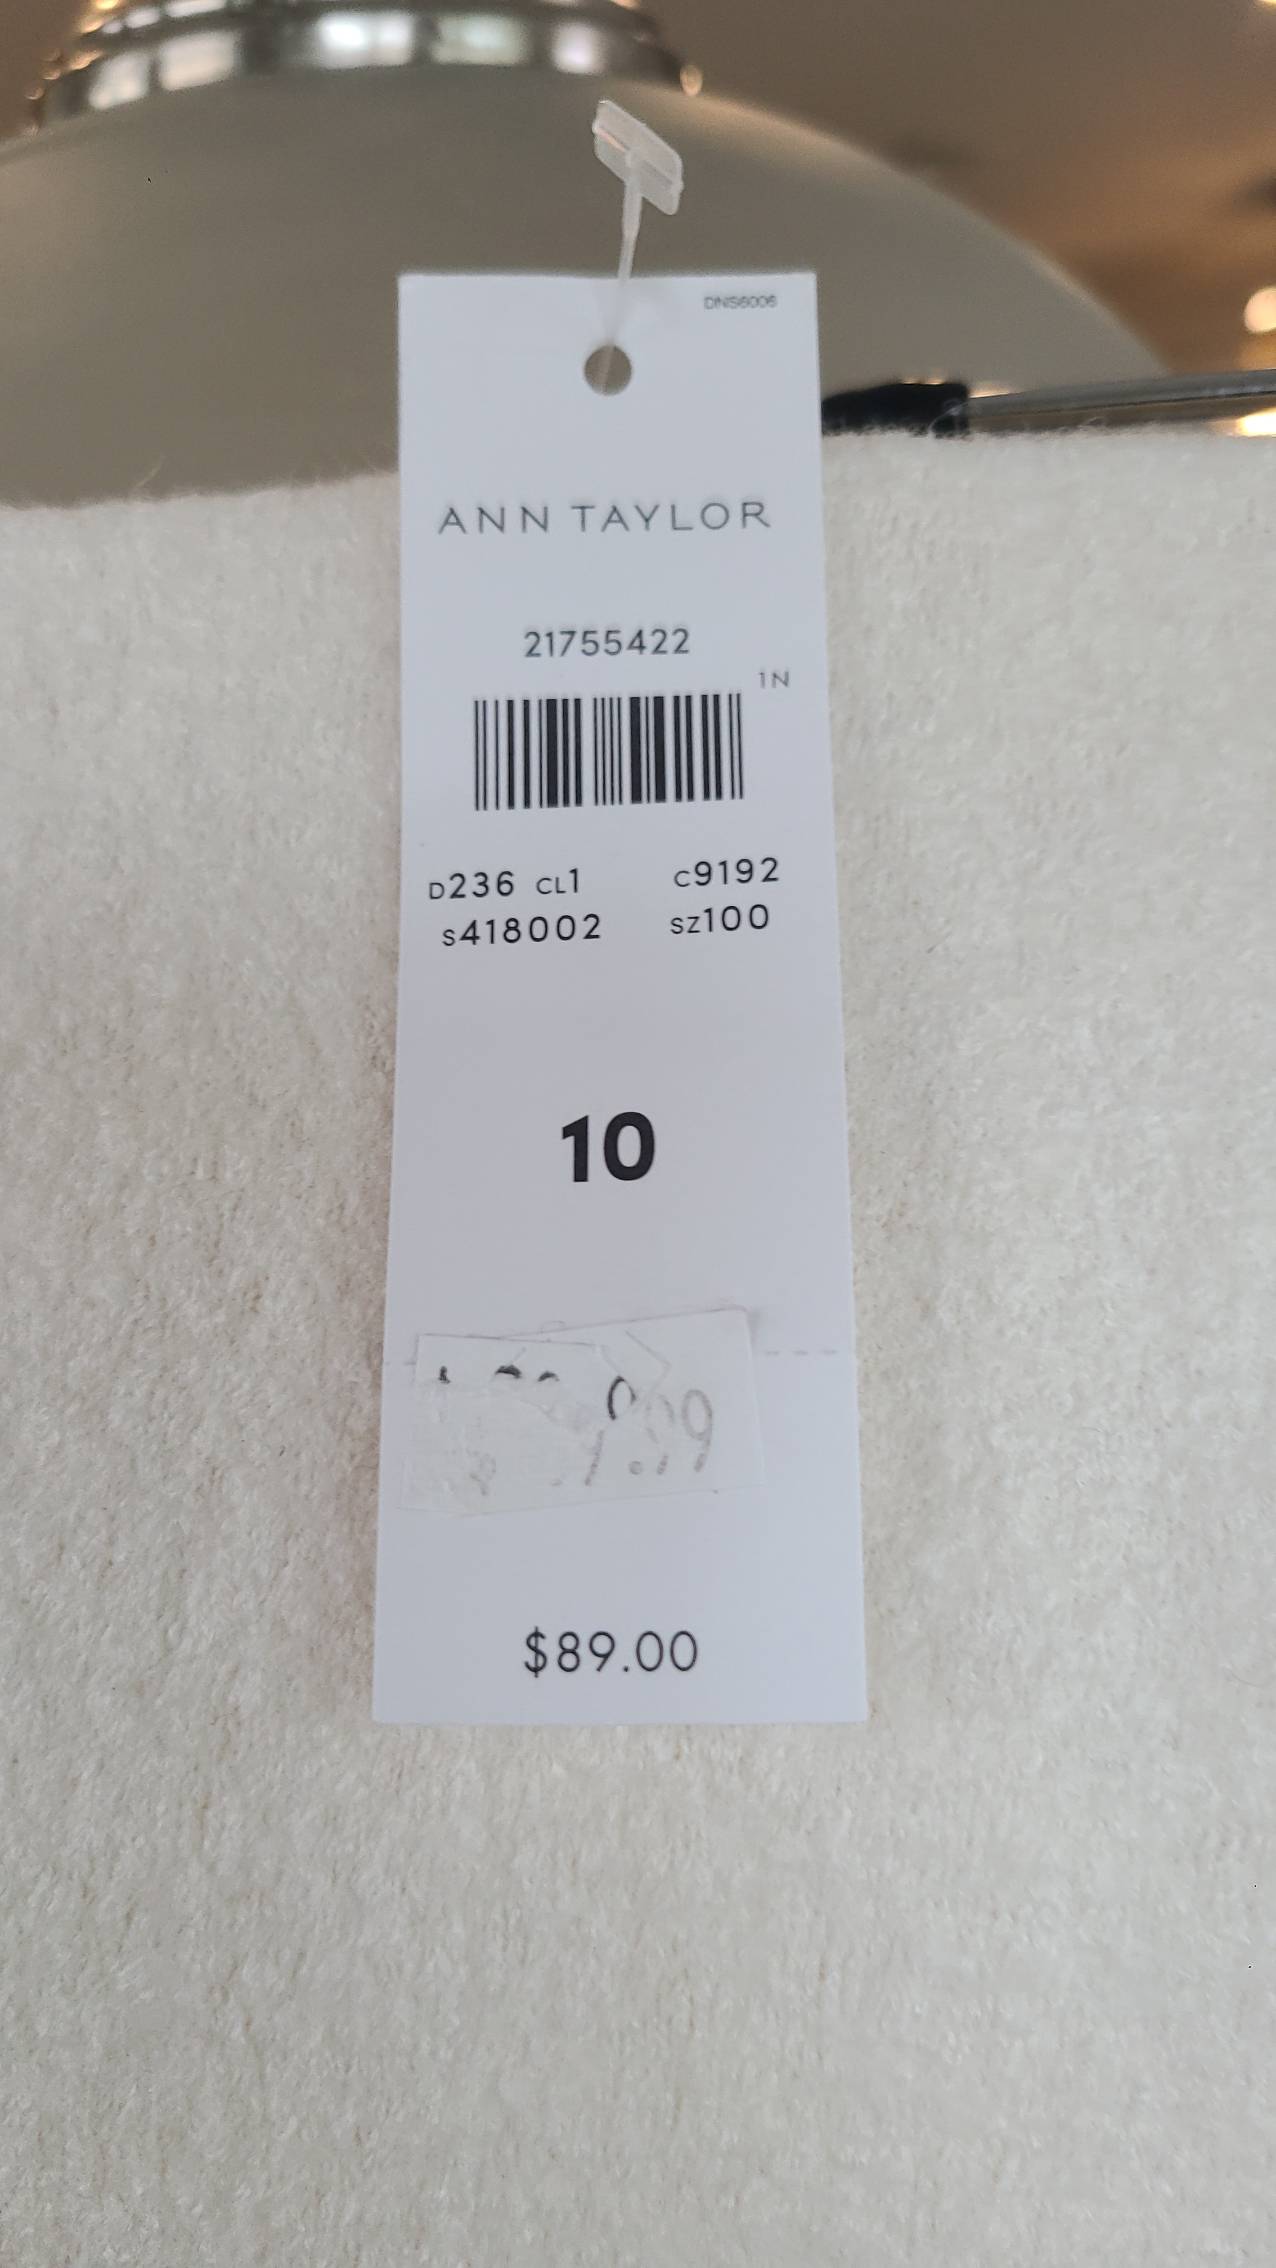 DNS6006
ANN TAYLOR
21755422
1N
D236 CL1 C9192
S418002 SZ100
10
$89.00